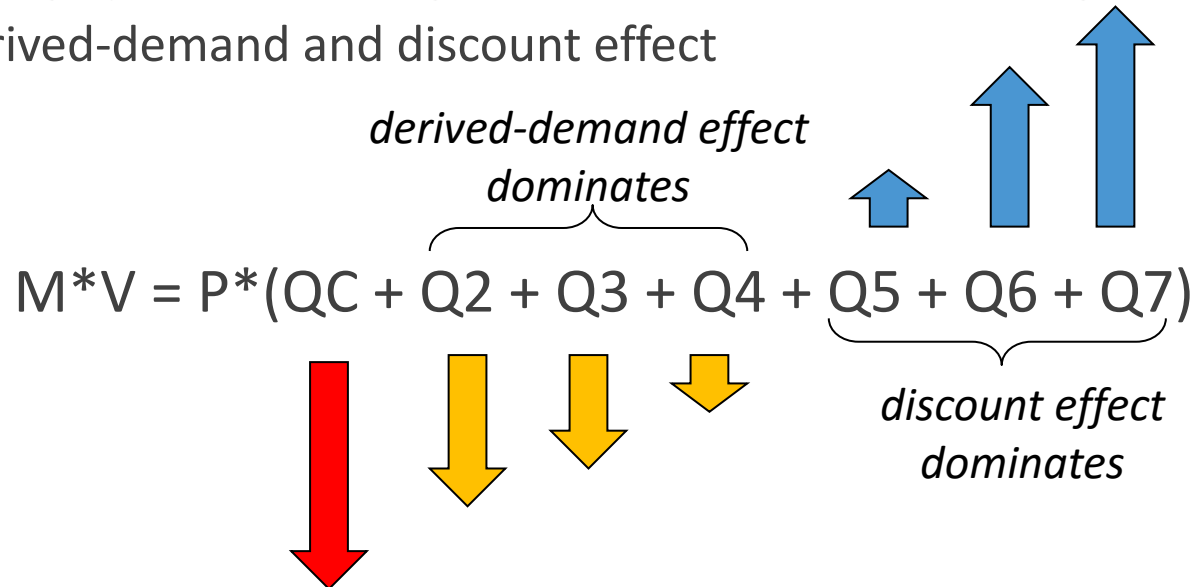 rived-demand and discount effect
derived-demand effect
dominates
M*V = P*(QC + Q2 + Q3 + Q4 + Q5 + Q6 + Q7)
discount effect
dominates